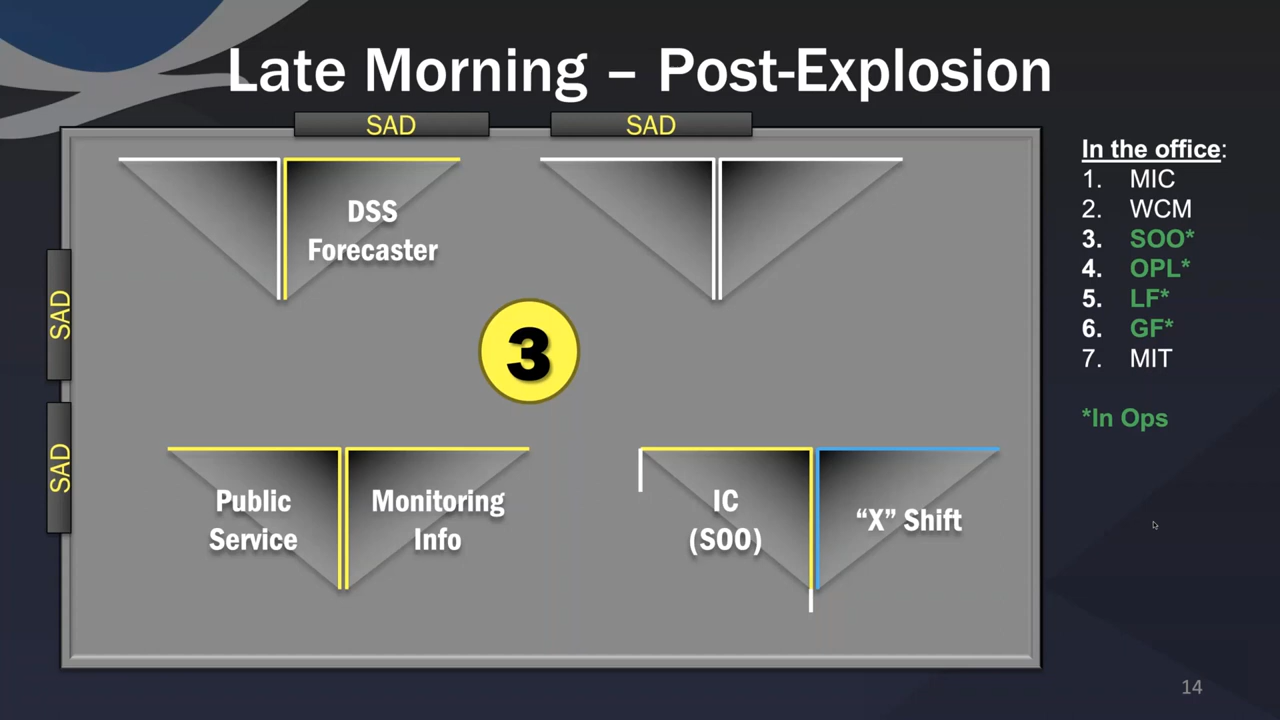 Late Morning – Post-Explosion
SAD
SAD
In the office:
1. MIC
2. WCM
3. SOO*
4. OPL*
5. LF*
6. GF*
7. MIT
*In Ops
DSS
Forecaster
SAD
3
SAD
Public
Service
Monitoring
Info
IC
(SOO)
“X” Shift
14